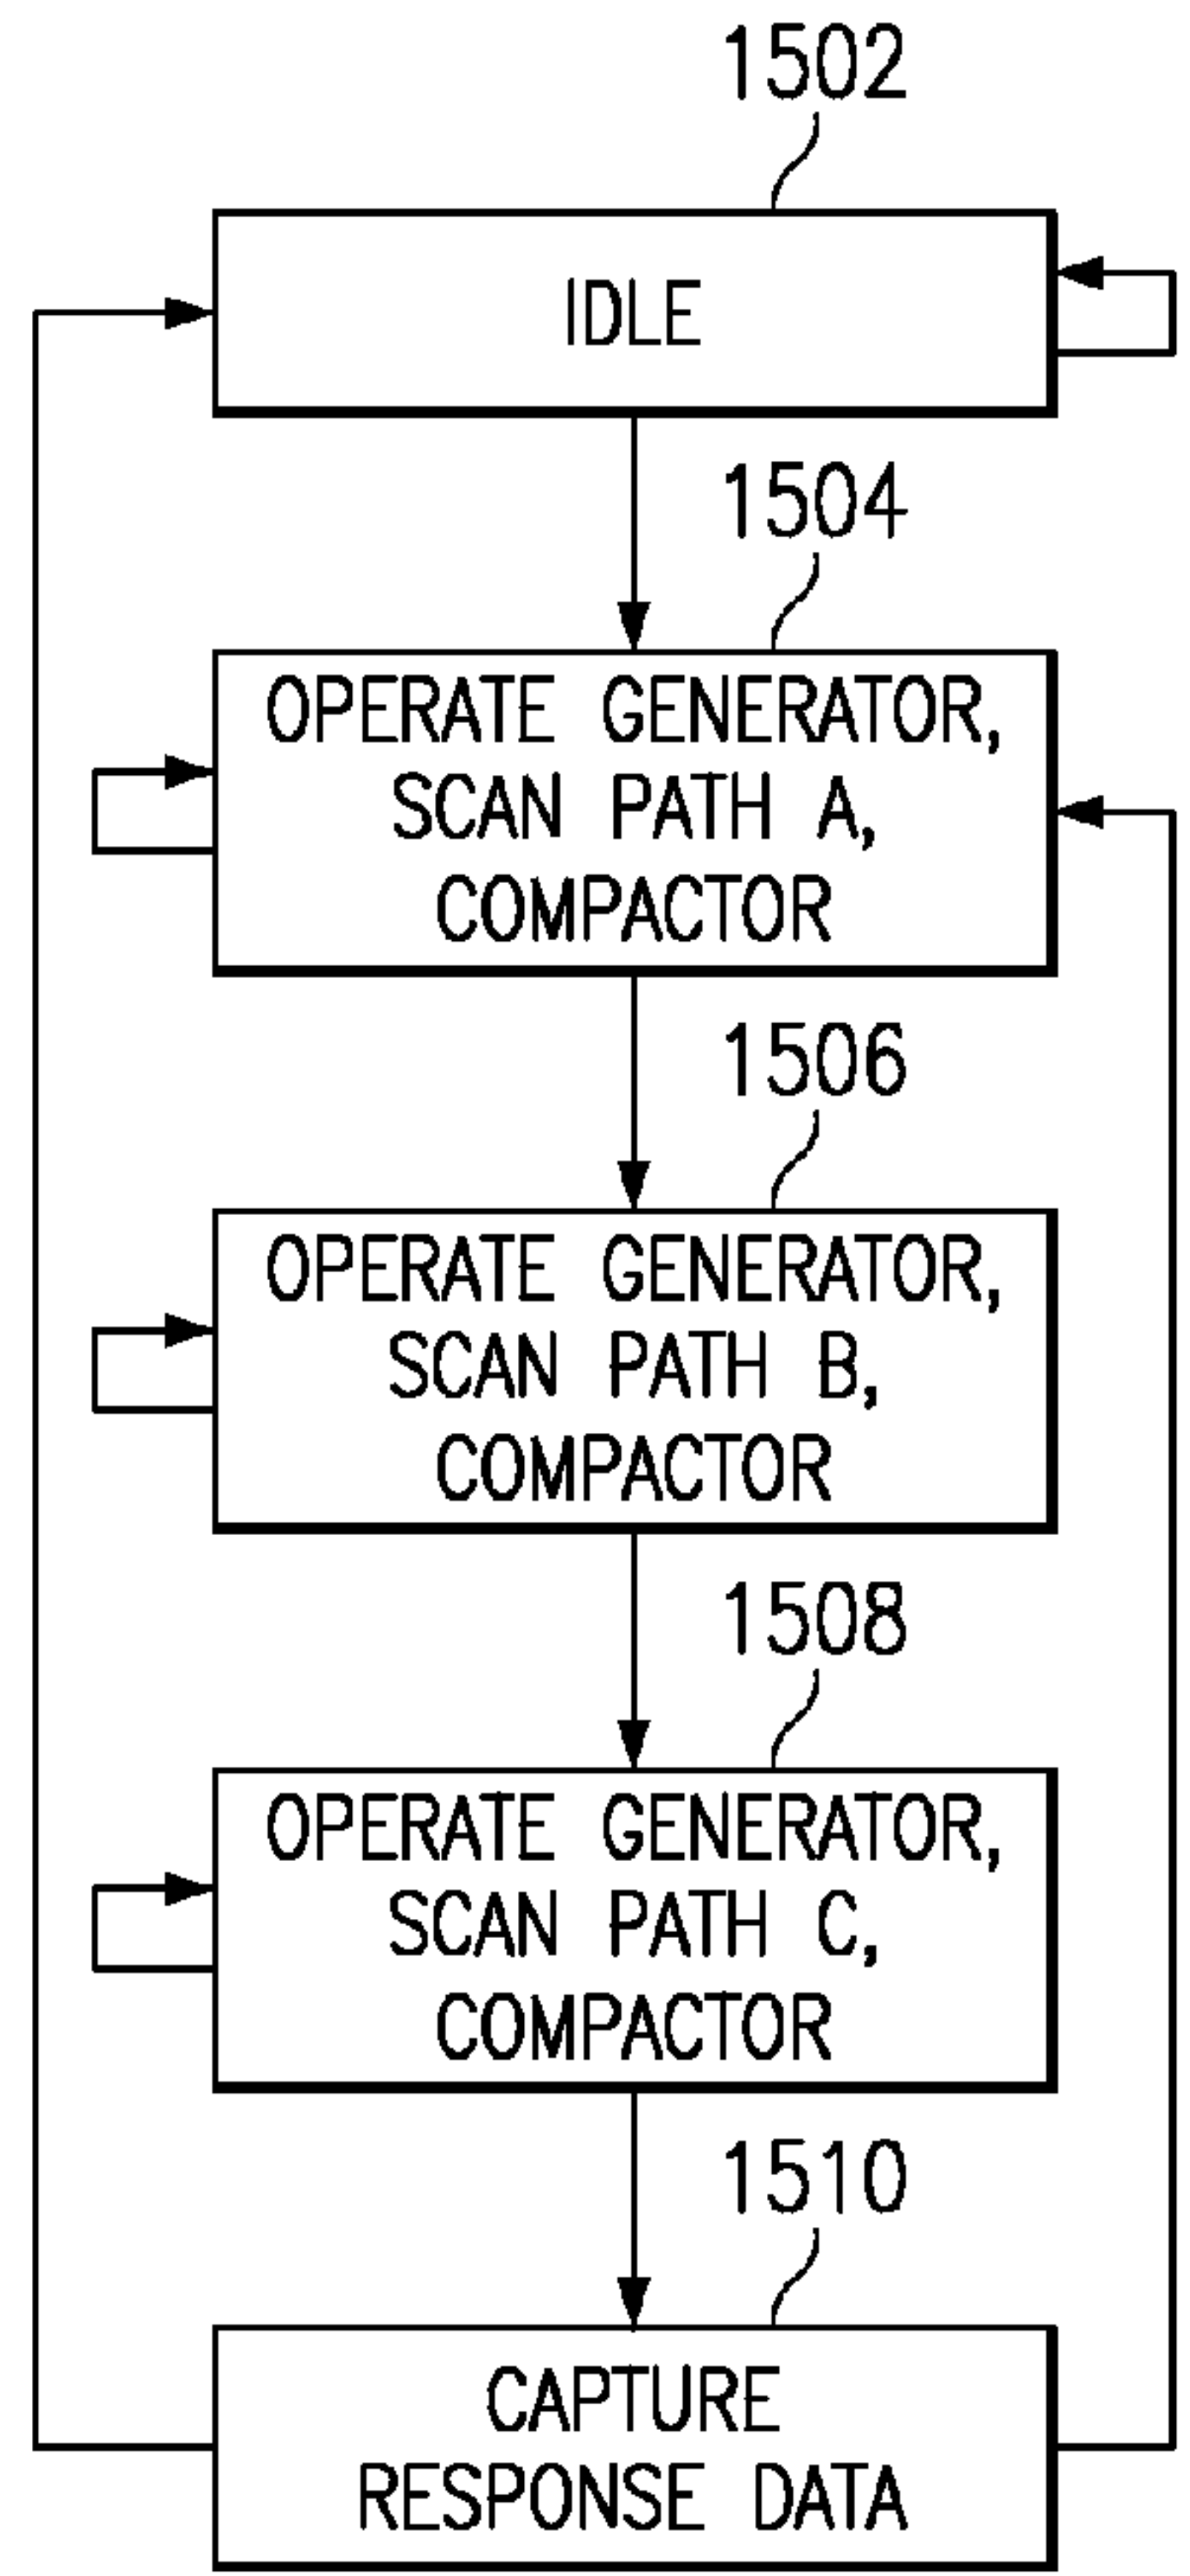 1502
IDLE
1504
OPERATE GENERATOR,
SCAN PATH A,
COMPACTOR
1506
OPERATE GENERATOR,
SCAN PATH B,
COMPACTOR
1508
OPERATE GENERATOR,
SCAN PATH C,
COMPACTOR
1510
CAPTURE
RESPONSE DATA